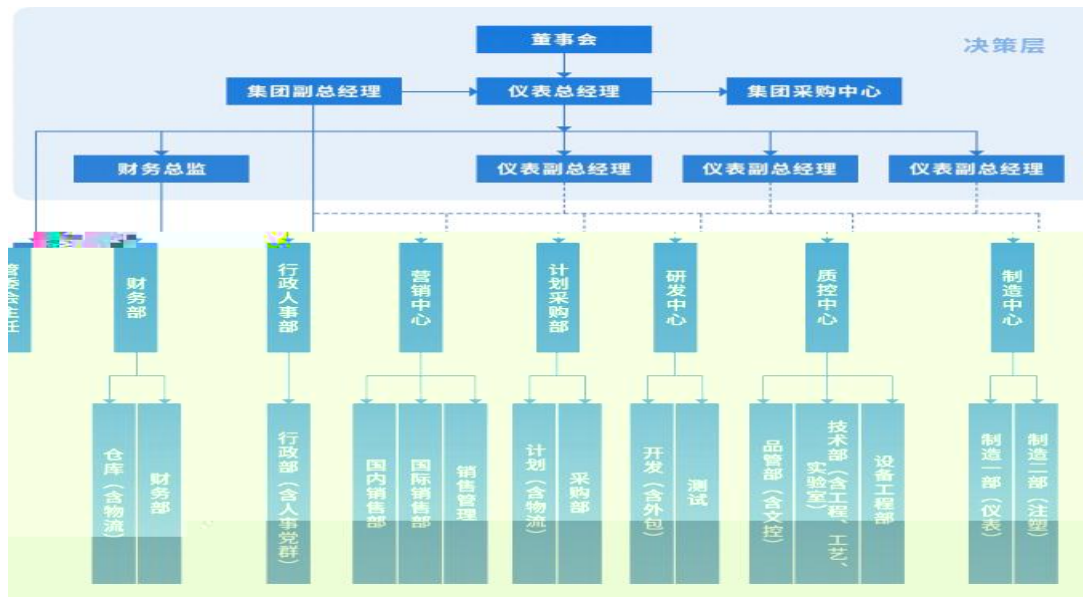 董事会
决策层
集团副总经理
仪表总经理
集团采购中心
财务总监
仪表副总经理
仪表副总经理
仪表副总经理
管委会主任
财务部
行政人事部
营销中心
计划采购部
研发中心
质控中心
制造中心
仓库（含物流）
财务部
行政部（含人事党群）
国内销售部
国际销售部
销售管理
计划（含物流）
采购部
开发（含外包）
测试
品管部（含文控）
技术部（含工程、工艺、
实验室）
设备工程部
制造一部（仪表）
制造二部（注塑）